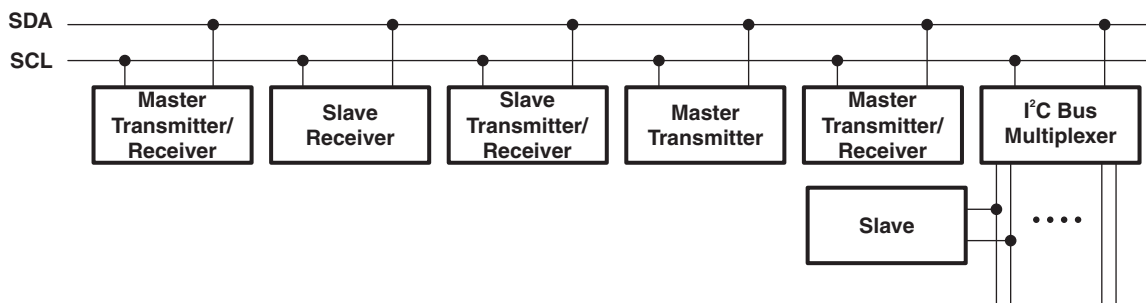 SDA
SCL
Master
Transmitter/
Receiver
Slave
Receiver
Slave
Transmitter/
Receiver
Master
Transmitter
Master
Transmitter/
Receiver
I²C Bus
Multiplexer
Slave